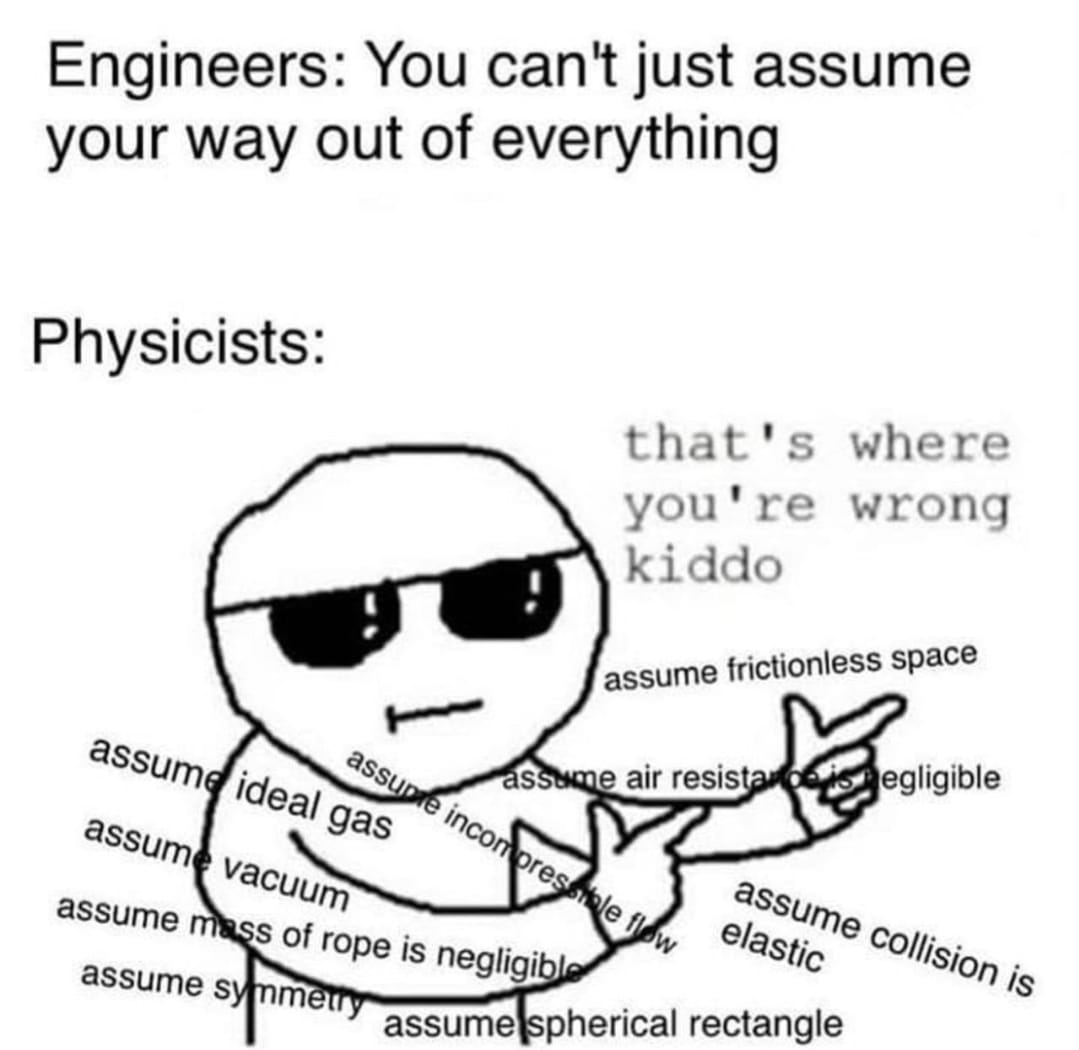 Engineers: You can't just assume
your way out of everything
Physicists:
that's where
you're wrong
kiddo
assume frictionless space
assume air resistance is negligible
assume ideal gas
assume incompressible flow
assume vacuum
assume collision is
elastic
assume mass of rope is negligible
assume symmetry
assume spherical rectangle